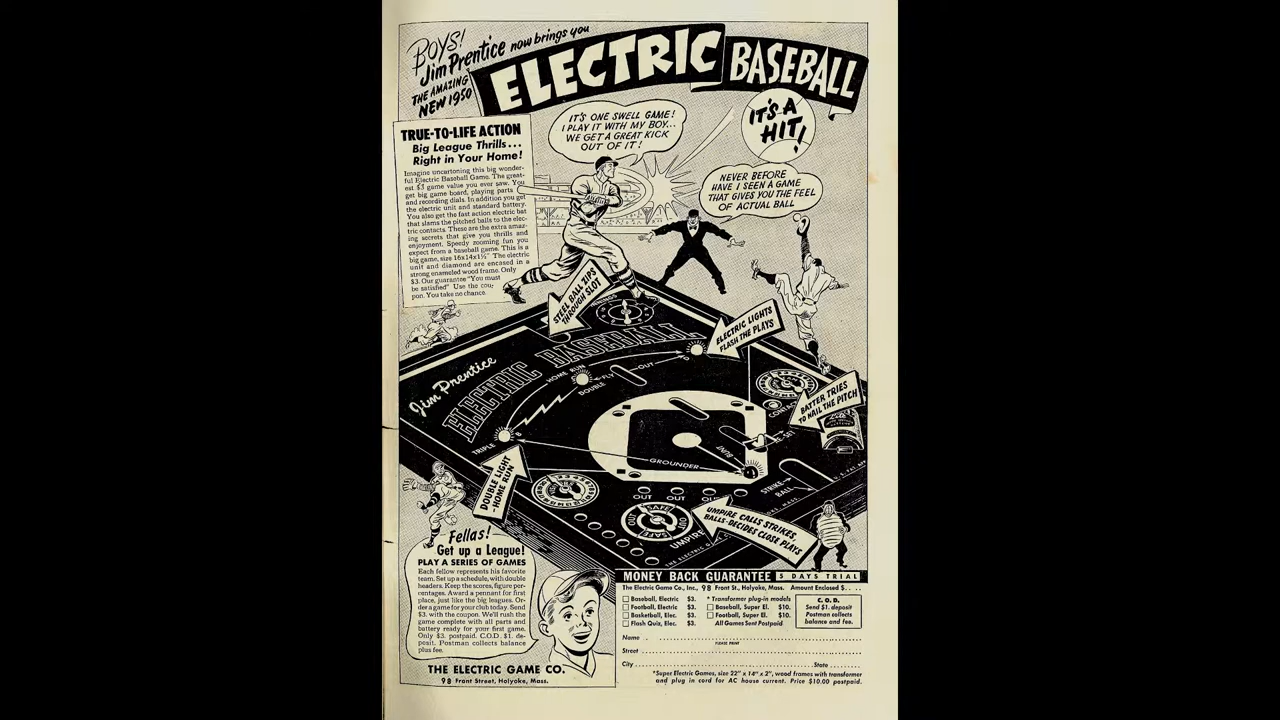 BOYS!
Jim Prentice now brings you
THE AMAZING
NEW 1950
ELECTRIC BASEBALL
TRUE-TO-LIFE ACTION
Big League Thrills...
Right in Your Home!
Imagine uncartoning this big wonder-
ful Electric Baseball Game. The great-
est $3 game value you ever saw. You
get big game board, playing parts
and recording dials. In addition you get
the electric unit and standard battery.
You also get the fast action electric bat
that slams the pitched balls to the elec-
tric contacts. These are the extra amaz-
ing secrets that give you thrills and
enjoyment. Speedy zooming fun you
expect from a baseball game. This is a
big game, size 16x14x1½" The electric
unit and diamond are encased in a
strong enameled wood frame. Only
$3. Our guarantee "You must
be satisfied" Use the cou-
pon. You take no chance.
IT'S ONE SWELL GAME!
I PLAY IT WITH MY BOY...
WE GET A GREAT KICK
OUT OF IT!
IT'S A
HIT!
NEVER BEFORE
HAVE I SEEN A GAME
THAT GIVES YOU THE FEEL
OF ACTUAL BALL
STEEL BALL ZIPS
THROUGH SLOT
ELECTRIC LIGHTS
FLASH THE PLAYS
BATTER TRIES
TO NAIL THE PITCH
Jim Prentice
ELECTRIC BASEBALL
HOME RUN
FLY
OUT
DOUBLE
TRIPLE
BUNT
GROUNDER
STRIKE
BALL
OUT OUT
SAFE
OUT
OUT
SAFE
UMPIRE
DOUBLE LIGHT
-HOME RUN
UMPIRE CALLS STRIKES,
BALLS-DECIDES CLOSE PLAYS
Fellas!
Get up a League!
PLAY A SERIES OF GAMES
Each fellow represents his favorite
team. Set up a schedule, with double
headers. Keep the scores, figure per-
centages. Award a pennant for first
place, just like the big leagues. Or-
der a game for your club today. Send
$3. with the coupon. We'll rush the
game complete with all parts and
battery ready for your first game.
Only $3. postpaid. C.O.D. $1. de-
posit. Postman collects balance
plus fee.
THE ELECTRIC GAME CO.
98 Front Street, Holyoke, Mass.
MONEY BACK GUARANTEE 5 DAYS TRIAL
The Electric Game Co., Inc., 98 Front St., Holyoke, Mass. Amount Enclosed $....
Baseball, Electric $3.
Football, Electric $3.
Basketball, Elec. $3.
Flash Quiz, Elec. $3.
* Transformer plug-in models
Baseball, Super El. $10.
Football, Super El. $10.
All Games Sent Postpaid
C. O. D.
Send $1. deposit
Postman collects
balance and fee.
Name
PLEASE PRINT
Street
City State
*Super Electric Games, size 22" x 14" x 2", wood frames with transformer
and plug in cord for AC house current. Price $10.00 postpaid.